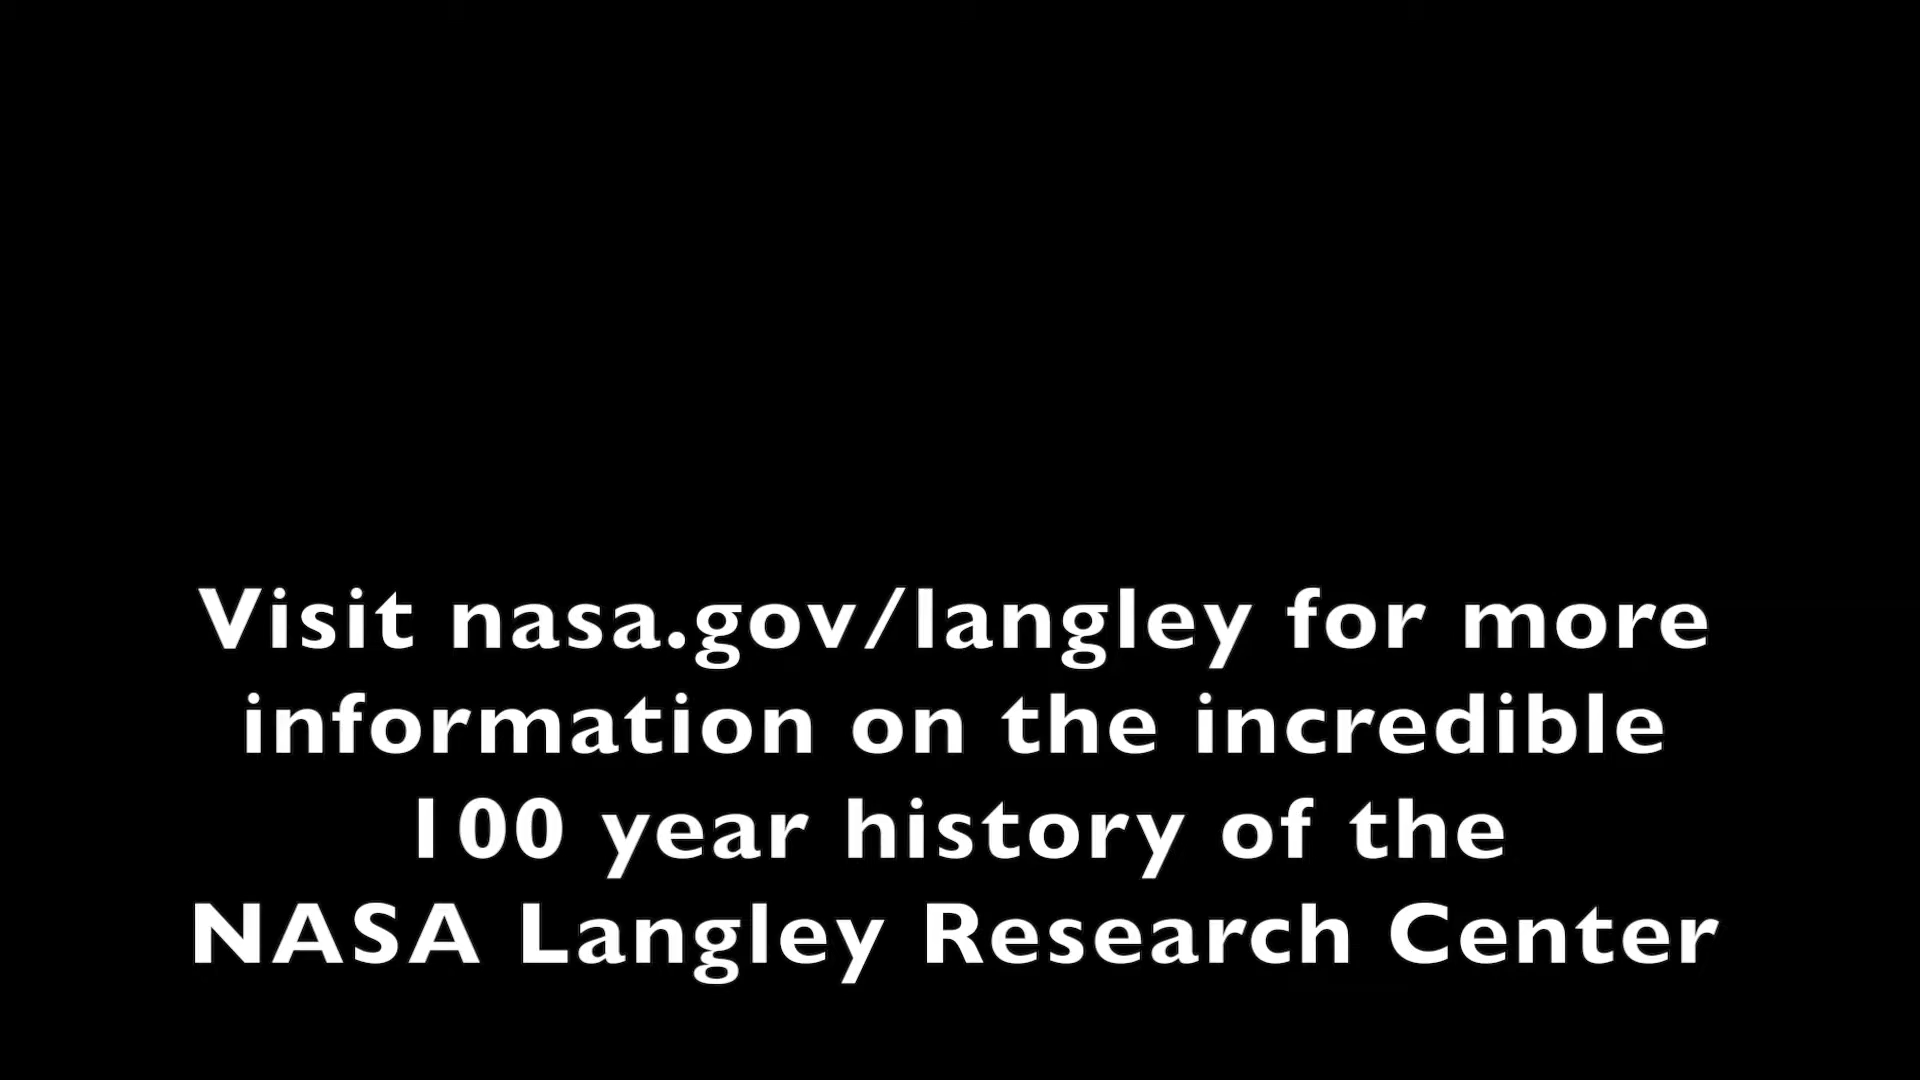 Visit nasa.gov/langley for more
information on the incredible
100 year history of the
NASA Langley Research Center